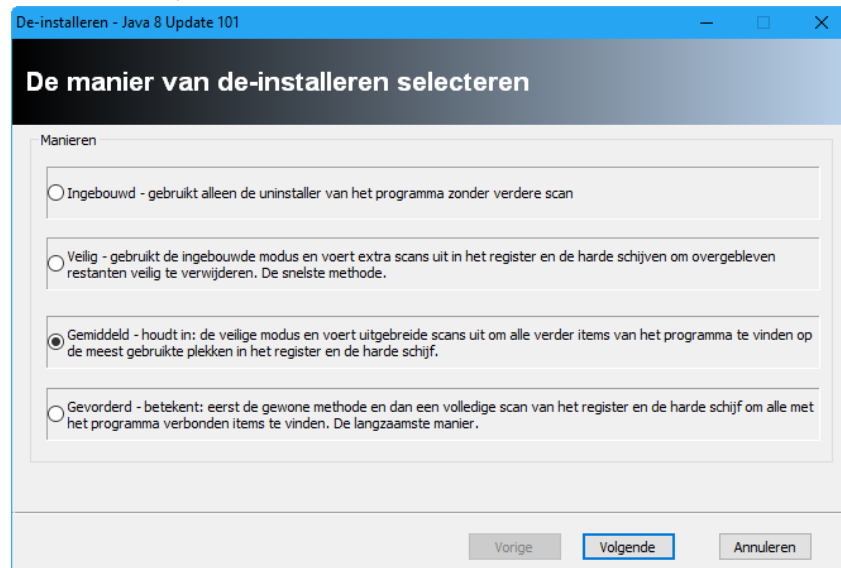 De-installeren - Java 8 Update 101
De manier van de-installeren selecteren
Manieren
Ingebouwd - gebruikt alleen de uninstaller van het programma zonder verdere scan
Veilig - gebruikt de ingebouwde modus en voert extra scans uit in het register en de harde schijven om overgebleven
restanten veilig te verwijderen. De snelste methode.
Gemiddeld - houdt in: de veilige modus en voert uitgebreide scans uit om alle verder items van het programma te vinden op
de meest gebruikte plekken in het register en de harde schijf.
Gevorderd - betekent: eerst de gewone methode en dan een volledige scan van het register en de harde schijf om alle met
het programma verbonden items te vinden. De langzaamste manier.
Vorige Volgende Annuleren